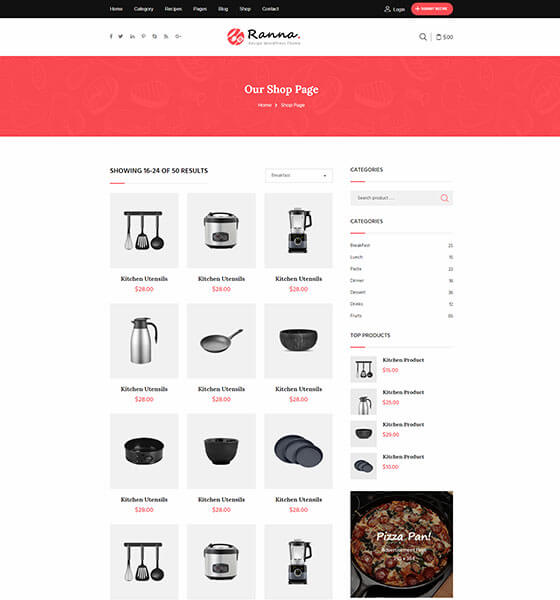 Home Category Recipes Pages Blog Shop Contact Login + SUBMIT RECIPE
Ranna.
Recipe WordPress Theme
$0.00
Our Shop Page
Home > Shop Page
SHOWING 16-24 OF 50 RESULTS
Breakfast
Kitchen Utensils Kitchen Utensils Kitchen Utensils
$28.00 $28.00 $28.00
Kitchen Utensils Kitchen Utensils Kitchen Utensils
$28.00 $28.00 $28.00
Kitchen Utensils Kitchen Utensils Kitchen Utensils
$28.00 $28.00 $28.00
CATEGORIES
Search product ...
CATEGORIES
Breakfast 25
Lunch 15
Pasta 22
Dinner 18
Dessert 36
Drinks 12
Fruits
TOP PRODUCTS
Kitchen Product
$15.00
Kitchen Product
$25.00
Kitchen Product
$29.00
Kitchen Product
$10.00
Pizza Pan!